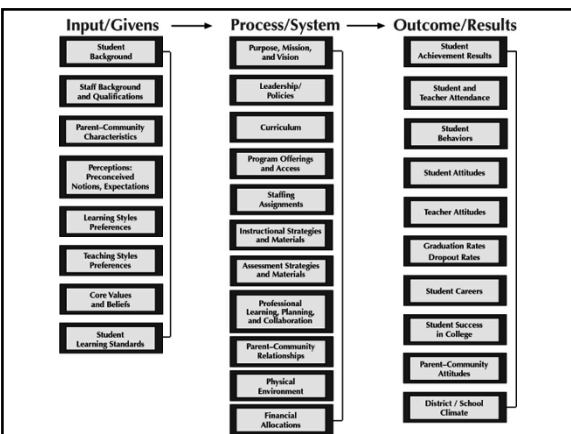 Input/Givens
Process/System
Outcome/Results
Student
Background
Staff Background
and Qualifications
Parent–Community
Characteristics
Perceptions:
Preconceived
Notions, Expectations
Learning Styles
Preferences
Teaching Styles
Preferences
Core Values
and Beliefs
Student
Learning Standards
Purpose, Mission,
and Vision
Leadership/
Policies
Curriculum
Program Offerings
and Access
Staffing
Assignments
Instructional Strategies
and Materials
Assessment Strategies
and Materials
Professional
Learning, Planning,
and Collaboration
Parent–Community
Relationships
Physical
Environment
Financial
Allocations
Student
Achievement Results
Student and
Teacher Attendance
Student
Behaviors
Student Attitudes
Teacher Attitudes
Graduation Rates
Dropout Rates
Student Careers
Student Success
in College
Parent–Community
Attitudes
District / School
Climate